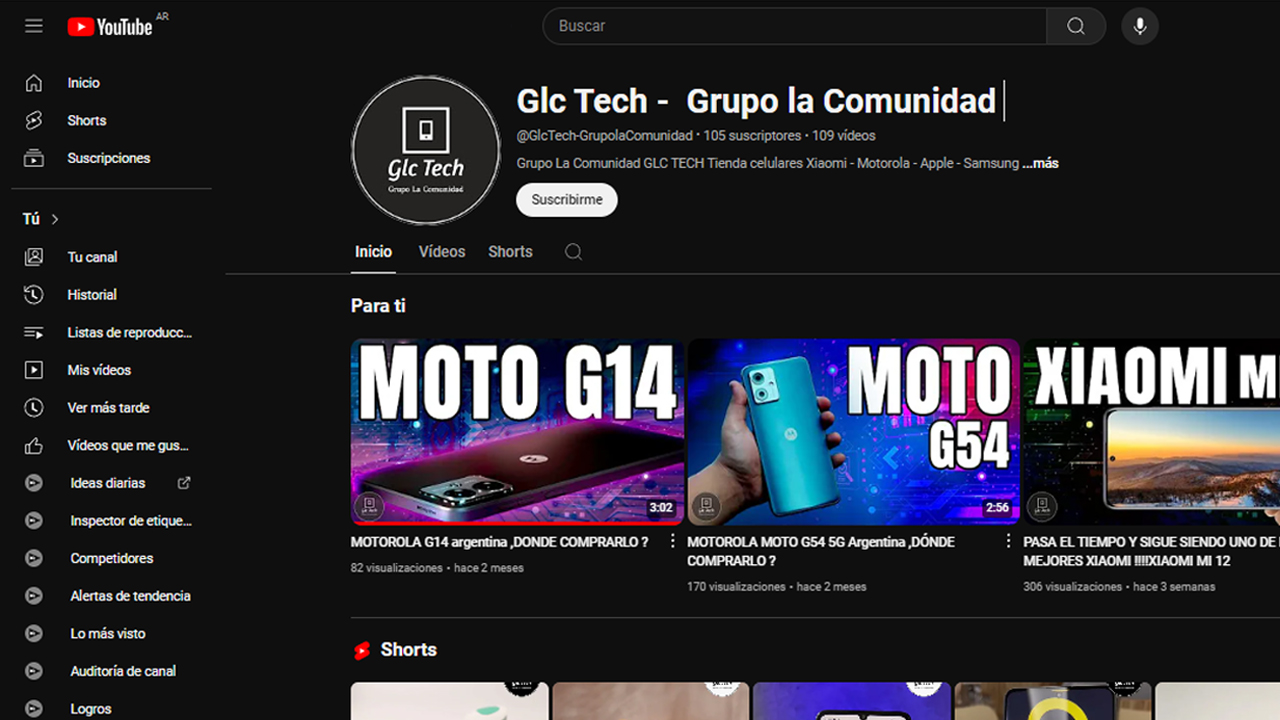 YouTube AR
Buscar
Inicio
Shorts
Suscripciones
Tú
Tu canal
Historial
Listas de reproducc...
Mis vídeos
Ver más tarde
Vídeos que me gus...
Ideas diarias
Inspector de etique...
Competidores
Alertas de tendencia
Lo más visto
Auditoría de canal
Logros
Glc Tech
Grupo La Comunidad
Glc Tech - Grupo la Comunidad
@GlcTech-GrupolaComunidad • 105 suscriptores • 109 vídeos
Grupo La Comunidad GLC TECH Tienda celulares Xiaomi - Motorola - Apple - Samsung ...más
Suscribirme
Inicio Vídeos Shorts
Para ti
MOTO G14
3:02
MOTOROLA G14 argentina ,DONDE COMPRARLO ?
82 visualizaciones • hace 2 meses
MOTO
G54
2:56
MOTOROLA MOTO G54 5G Argentina ,DÓNDE
COMPRARLO ?
170 visualizaciones • hace 2 meses
XIAOMI M
PASA EL TIEMPO Y SIGUE SIENDO UNO DE
MEJORES XIAOMI !!!!XIAOMI MI 12
306 visualizaciones • hace 3 semanas
Shorts